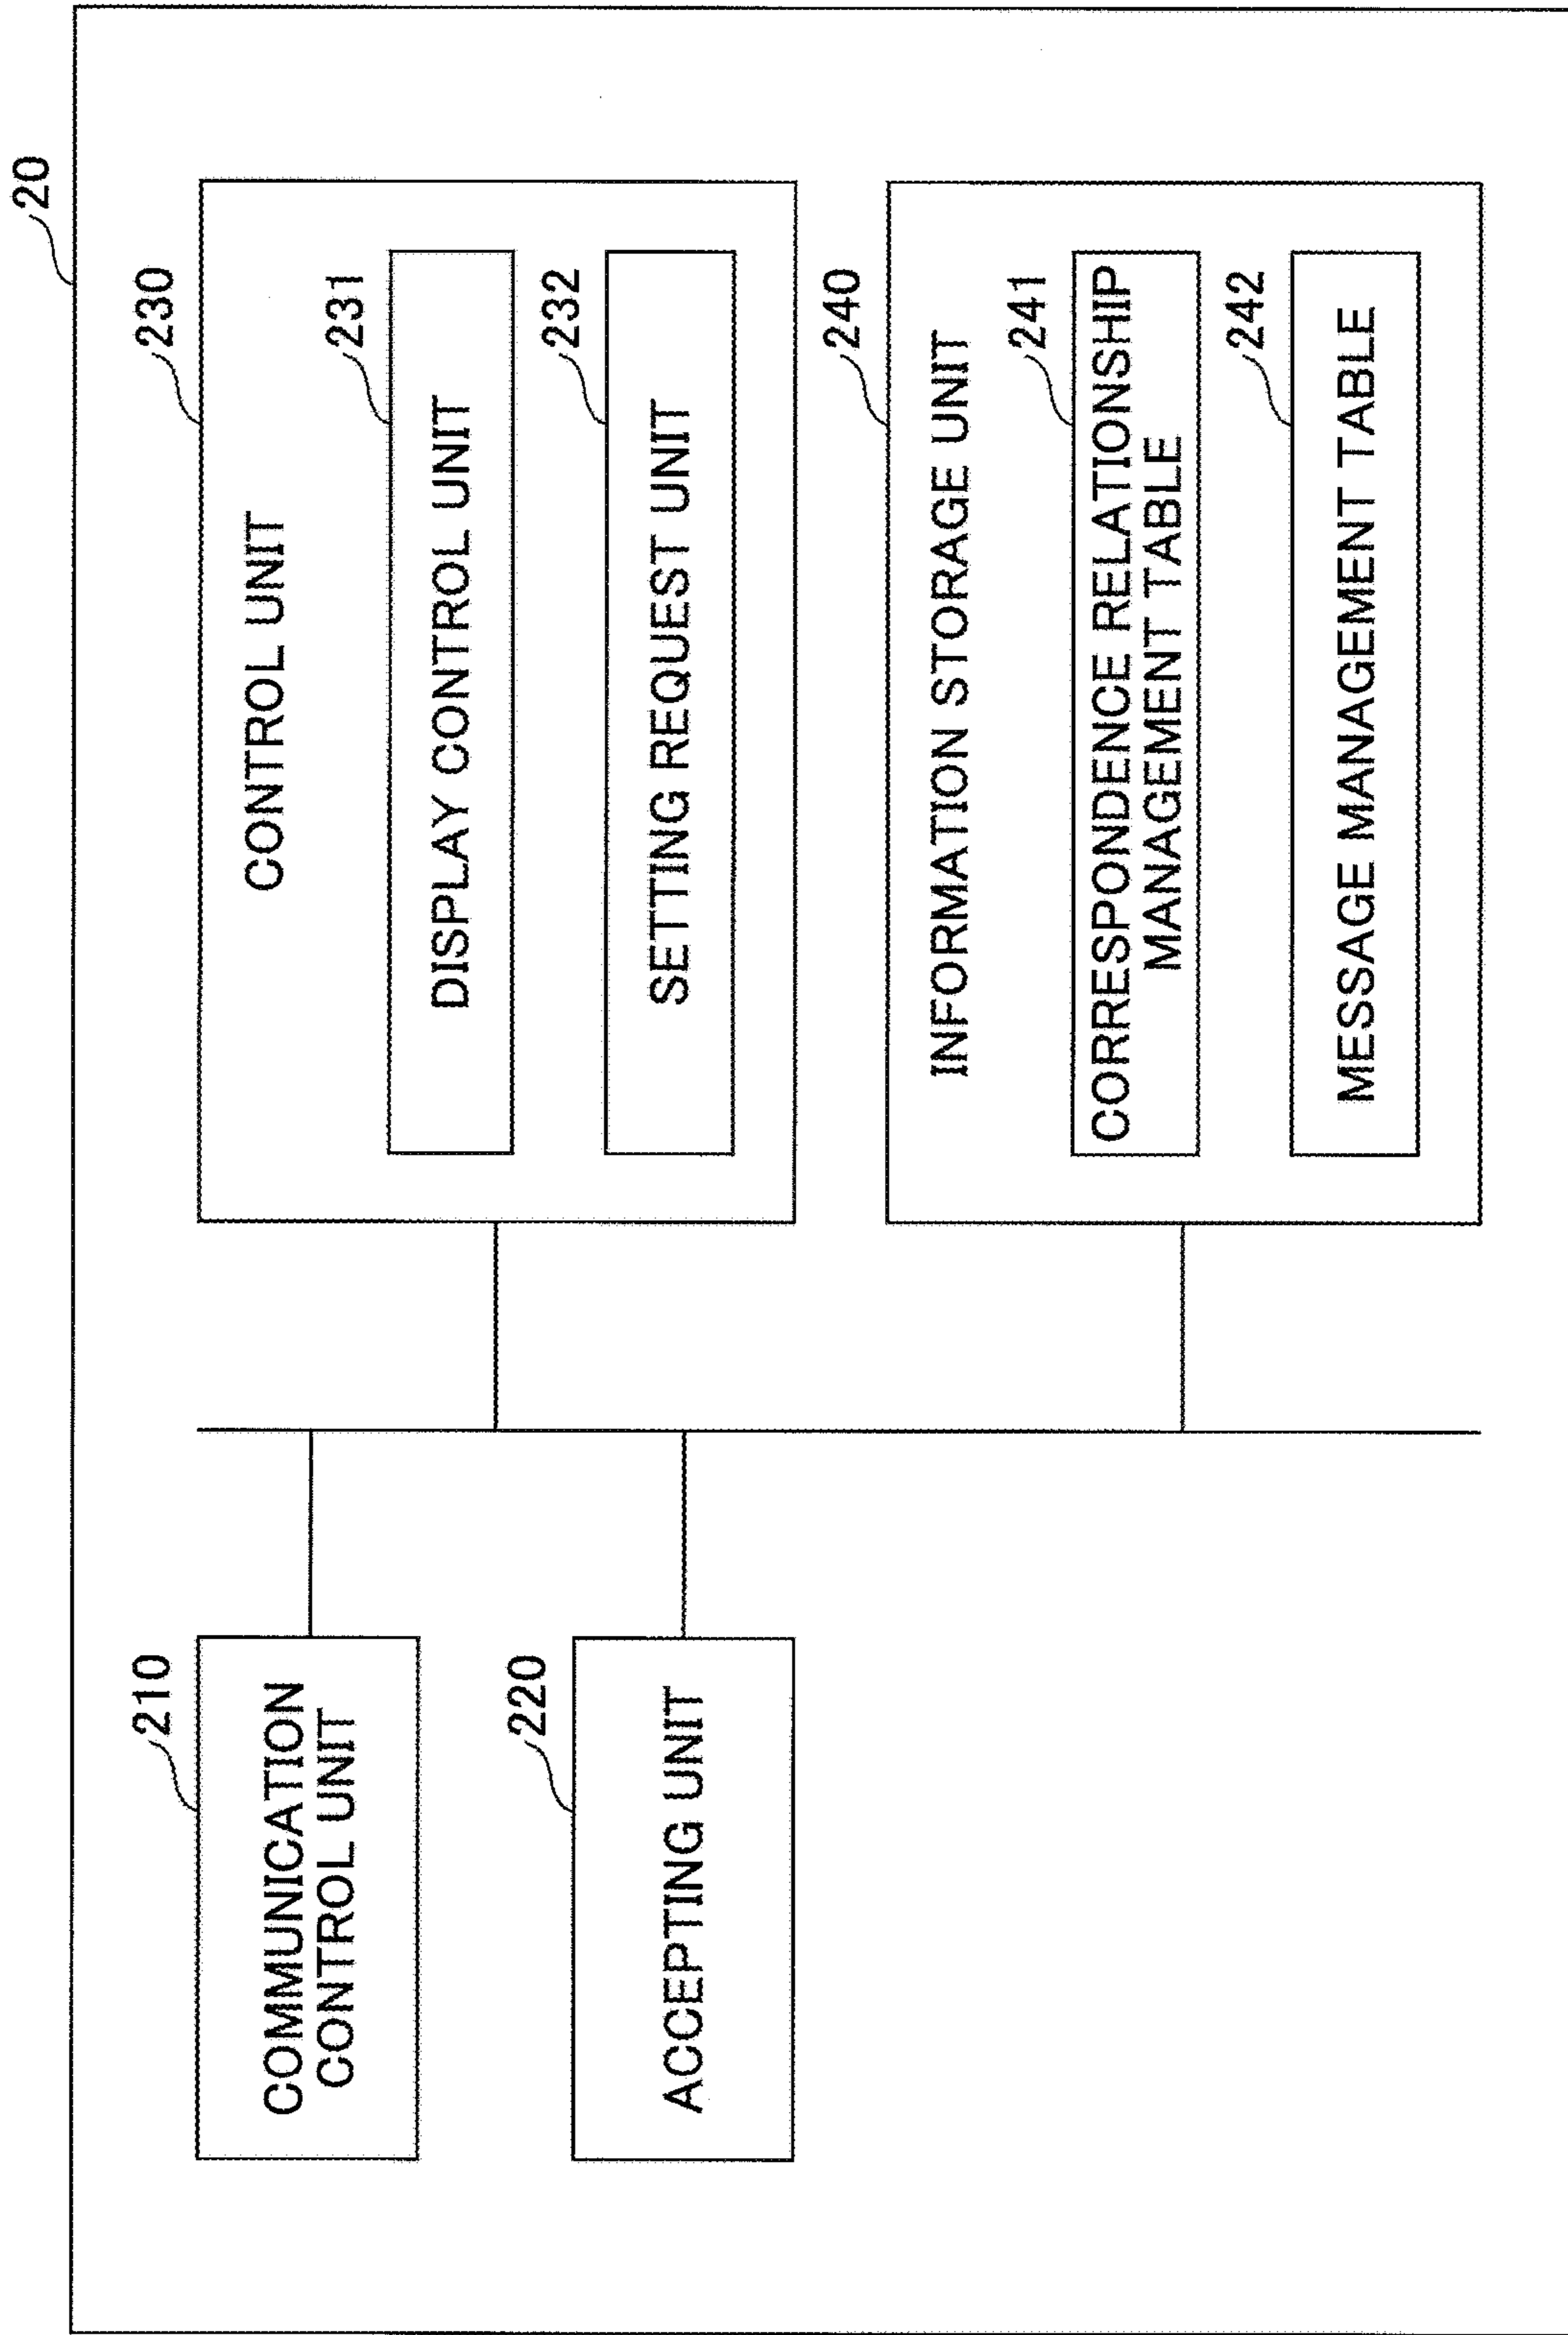 20
210
COMMUNICATION
CONTROL UNIT
220
ACCEPTING UNIT
230
CONTROL UNIT
231
DISPLAY CONTROL UNIT
232
SETTING REQUEST UNIT
240
INFORMATION STORAGE UNIT
241
CORRESPONDENCE RELATIONSHIP
MANAGEMENT TABLE
242
MESSAGE MANAGEMENT TABLE